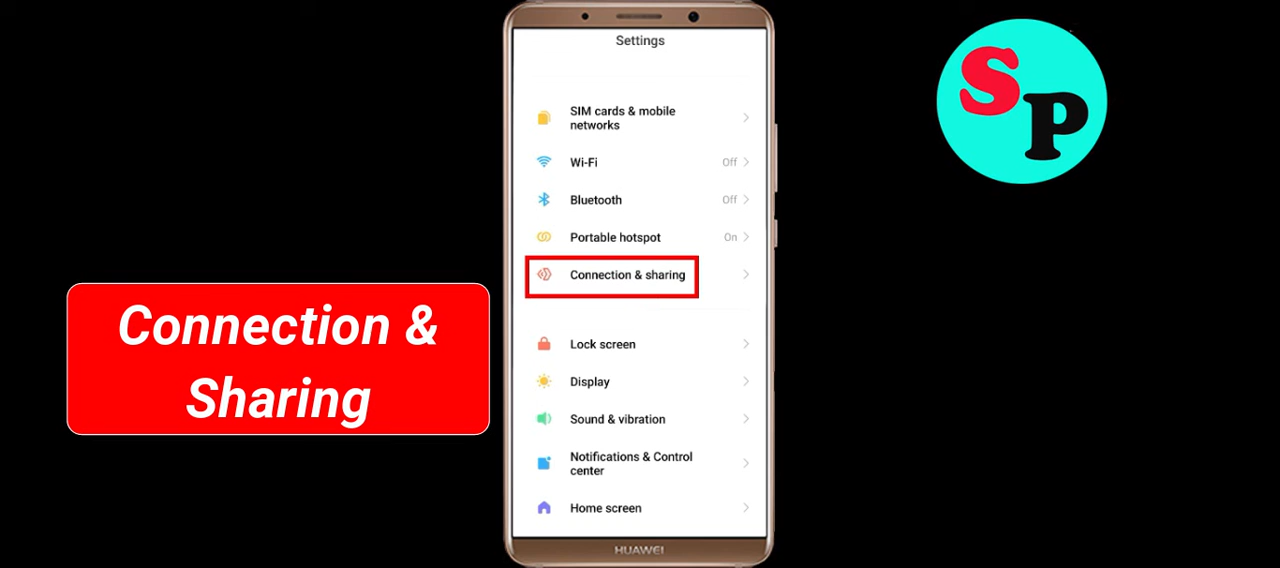 Settings
SIM cards & mobile
networks
Wi-Fi Off
Bluetooth Off
Portable hotspot On
Connection & sharing
Lock screen
Display
Sound & vibration
Notifications & Control
center
Home screen
HUAWEI
Connection &
Sharing
SP